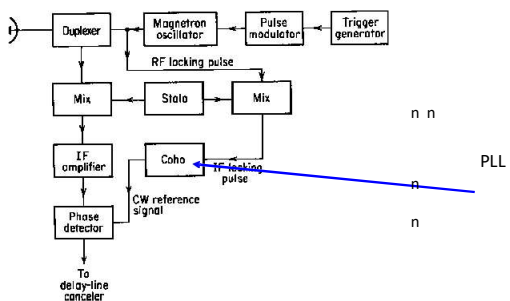 Duplexer
Magnetron
oscillator
Pulse
modulator
Trigger
generator
RF locking pulse
Mix
Stalo
Mix
n n
IF
amplifier
Coho
IF locking
pulse
PLL
n
CW reference
signal
Phase
detector
n
To
delay-line
canceler